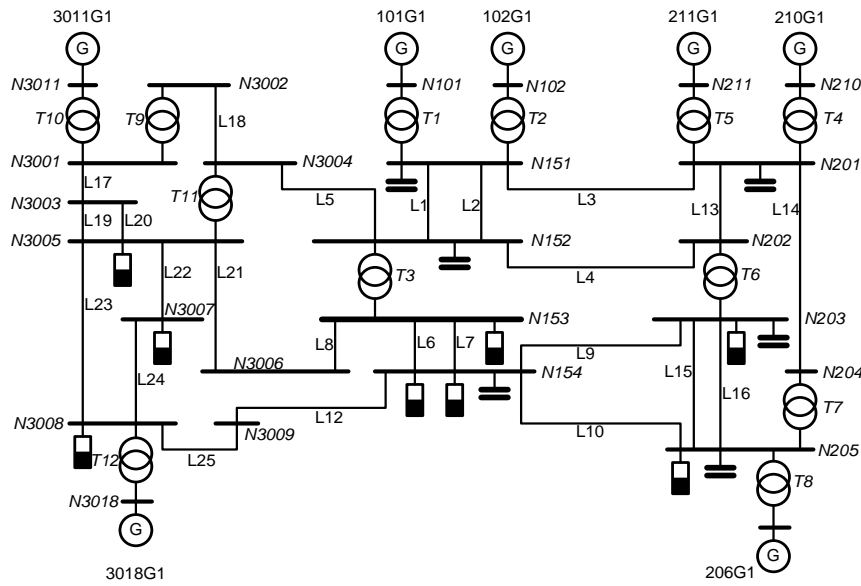 3011G1 101G1 102G1 211G1 210G1
G G G G G
N3011 N3002 N101 N102 N211 N210
T10 T9 T1 T2 T5 T4
L18
N3001 N3004 N151 N201
L17 T11 L5 L1 L2 L3 L13 L14
N3003
L19 L20
N3005 N152 N202
L23 L22 L21 T3 L4 T6
N3007 N153 N203
L24 L8 L6 L7 L9
N3006 N154 L15 L16 N204
L12 T7
N3008 N3009 L10
T12 L25 N205
N3018 T8
G
3018G1
G
206G1